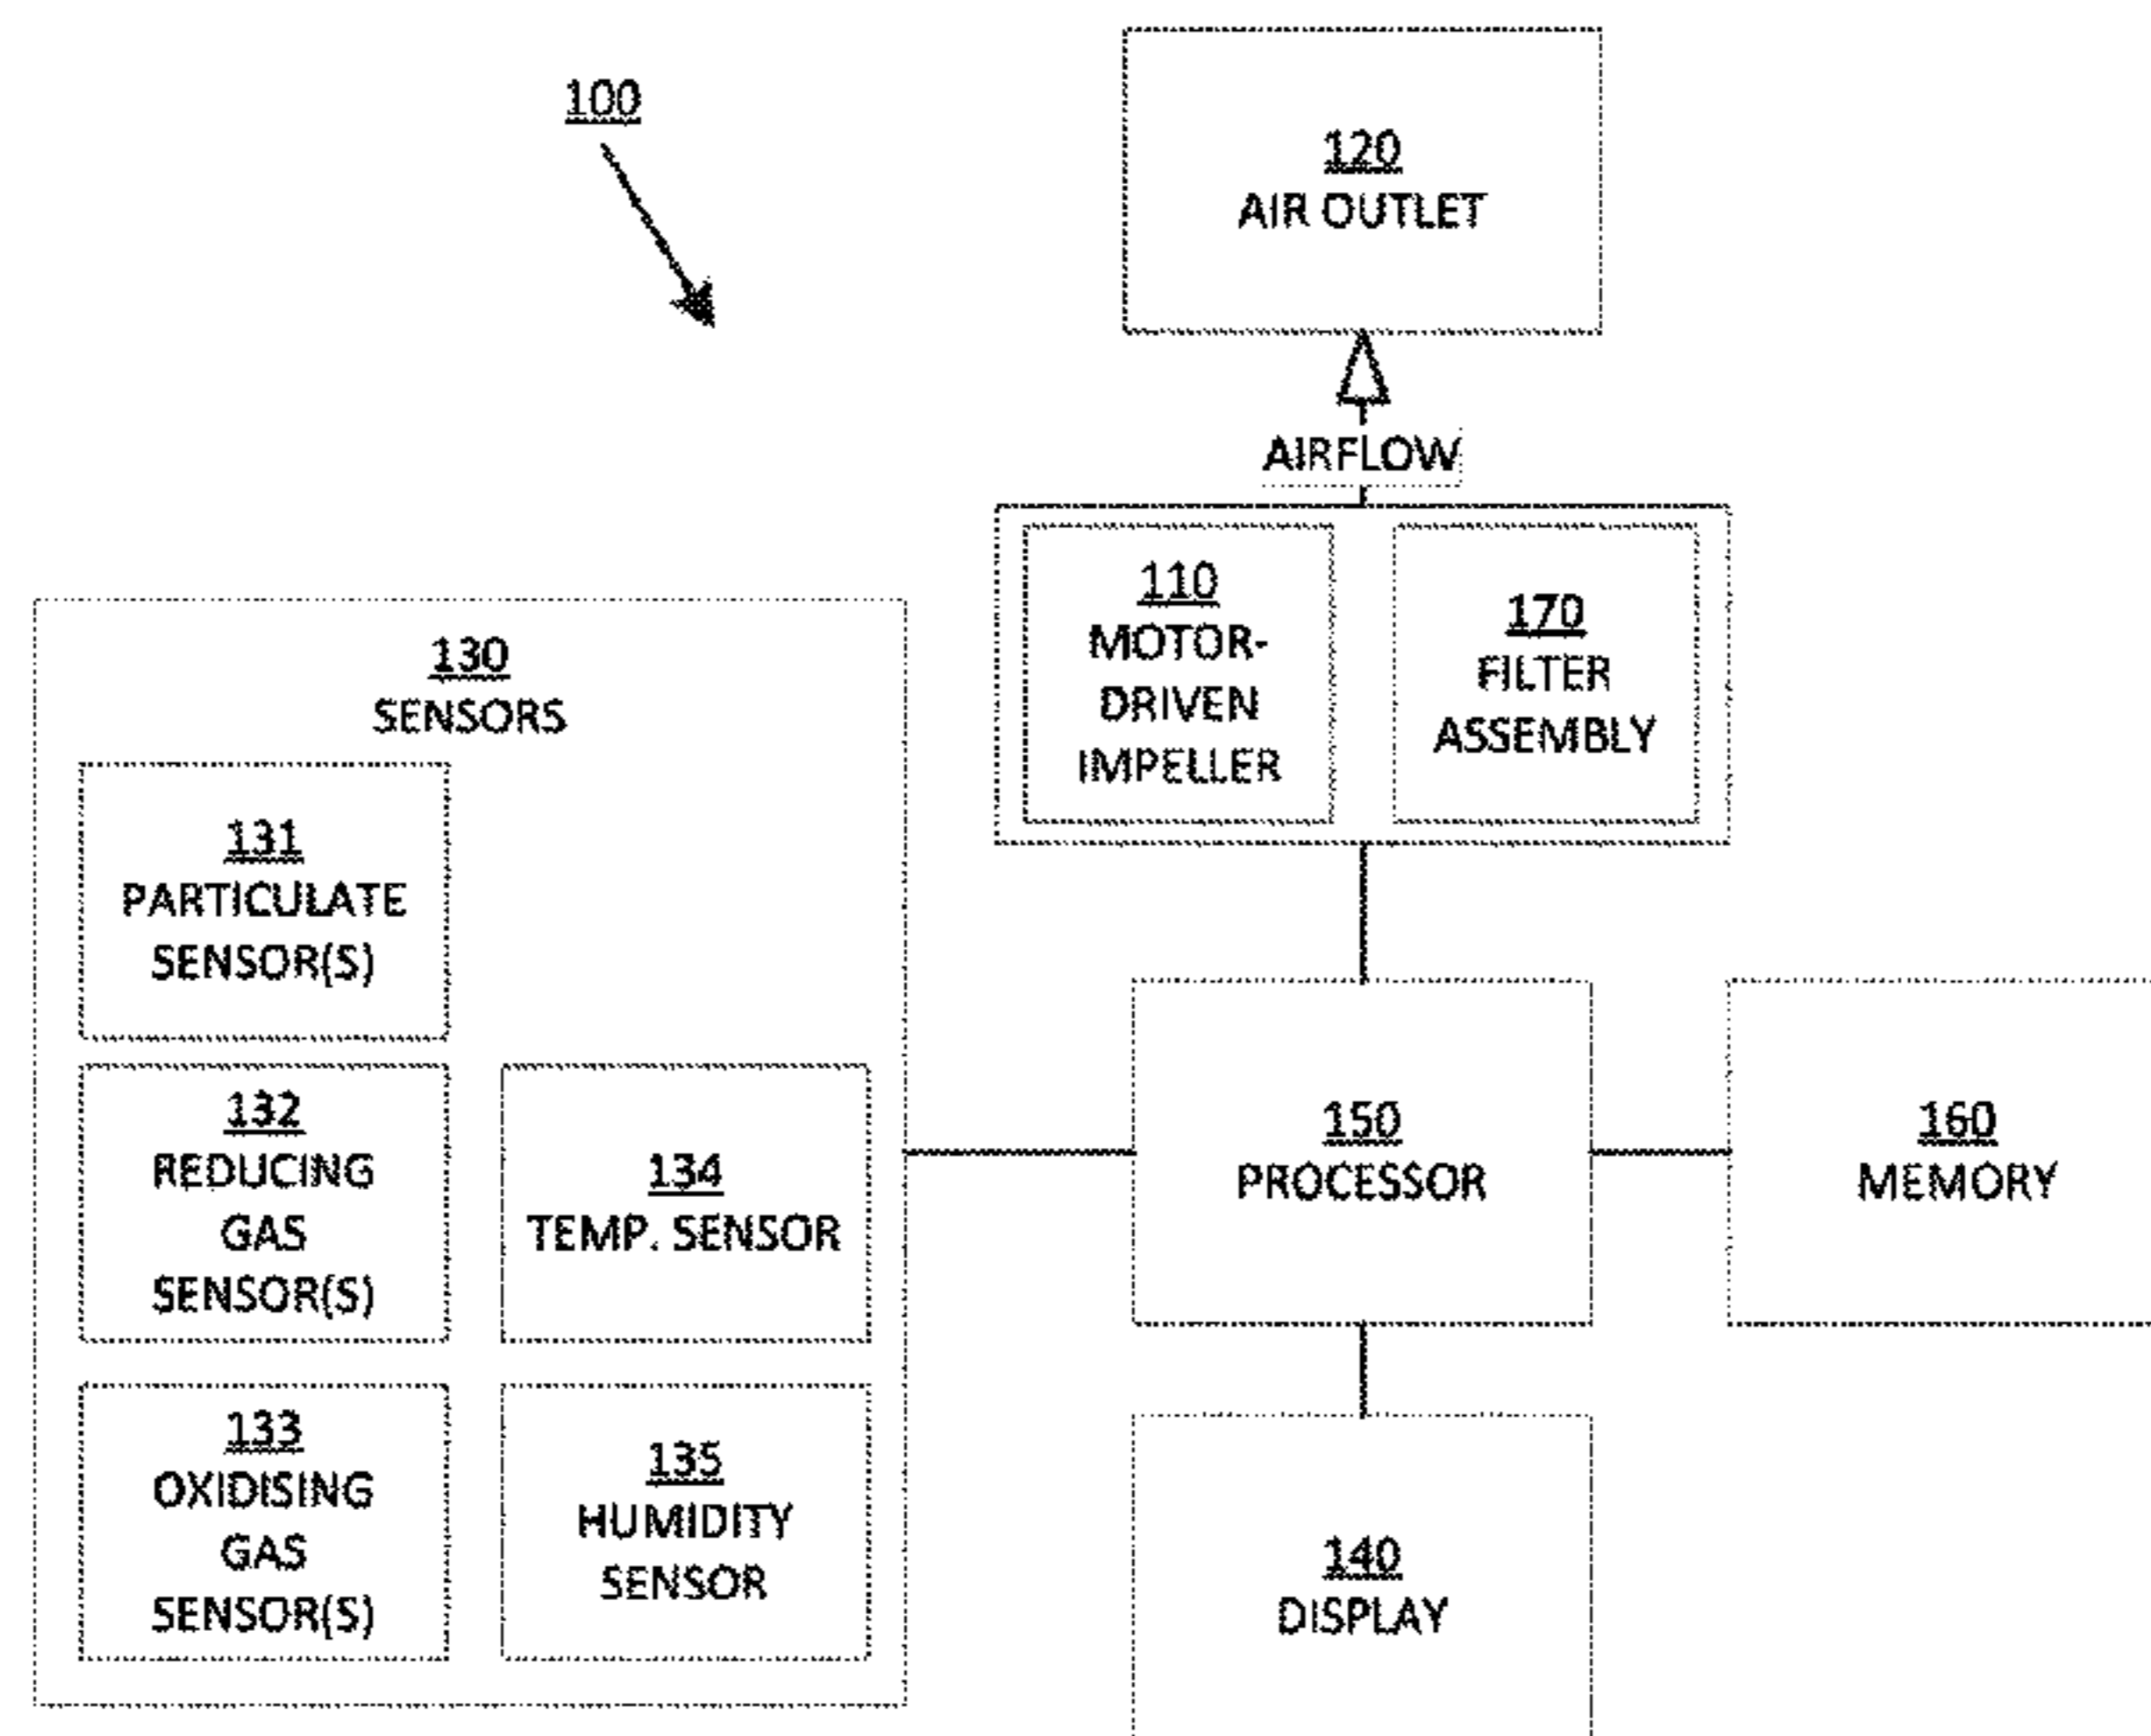 100
120
AIR OUTLET
AIRFLOW
110
MOTOR-
DRIVEN
IMPELLER
170
FILTER
ASSEMBLY
130
SENSORS
131
PARTICULATE
SENSOR(S)
132
REDUCING
GAS
SENSOR(S)
134
TEMP. SENSOR
133
OXIDISING
GAS
SENSOR(S)
135
HUMIDITY
SENSOR
150
PROCESSOR
160
MEMORY
140
DISPLAY